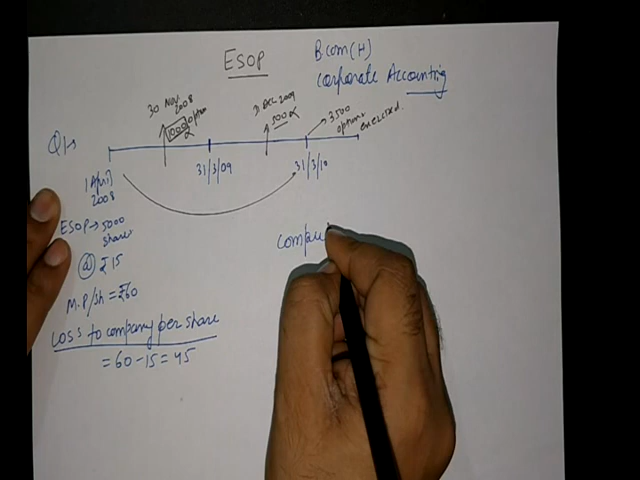 ESOP
B.com(H)
Corporate Accounting
Q1→
30 Nov 2008
1000 option
31 Dec 2009
500
3500
options
exercised.
1 April
2008
31/3/09
31/3/10
ESOP → 5000
shares
@ ₹15
M.P/sh = ₹60
LOSS to company per share
= 60 - 15 = 45
Compu